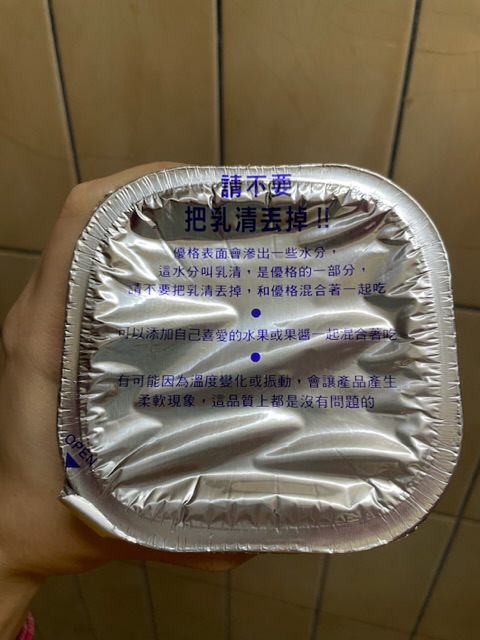 請不要
把乳清丟掉!!
優格表面會滲出一些水分，
這水分叫乳清，是優格的一部分，
請不要把乳清丟掉，和優格混合著一起吃
●
可以添加自己喜愛的水果或果醬一起混合著吃
●
有可能因為溫度變化或振動，會讓產品產生
柔軟現象，這品質上都是沒有問題的
OPEN